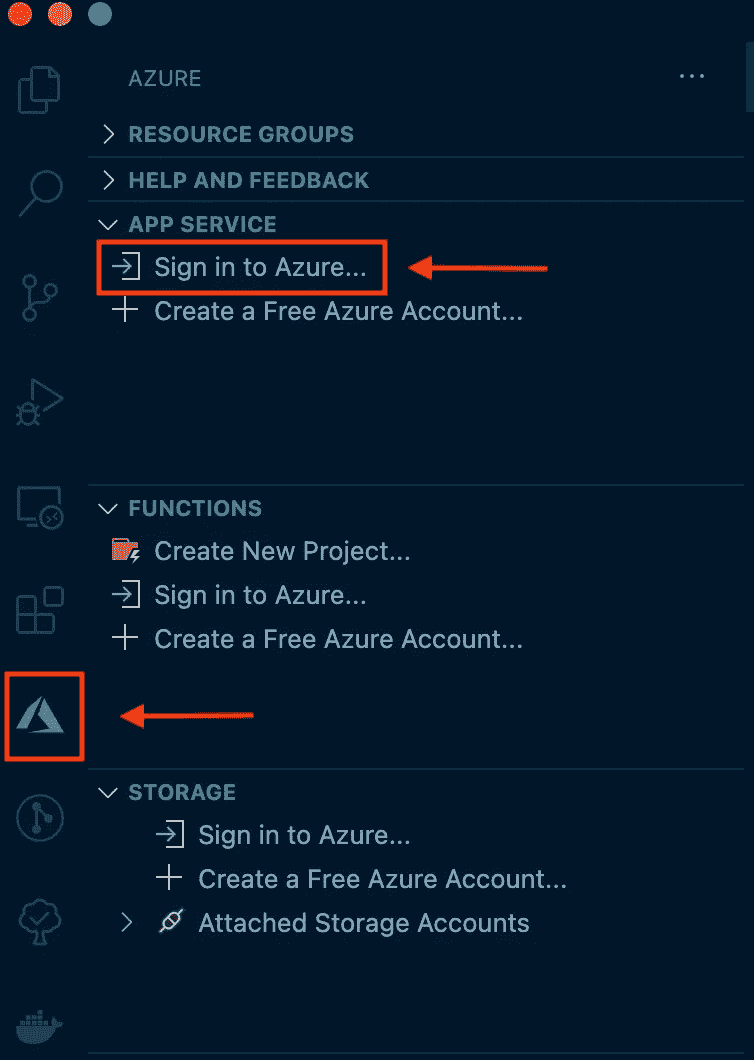 AZURE
RESOURCE GROUPS
HELP AND FEEDBACK
APP SERVICE
Sign in to Azure...
Create a Free Azure Account...
FUNCTIONS
Create New Project...
Sign in to Azure...
Create a Free Azure Account...
STORAGE
Sign in to Azure...
Create a Free Azure Account...
Attached Storage Accounts